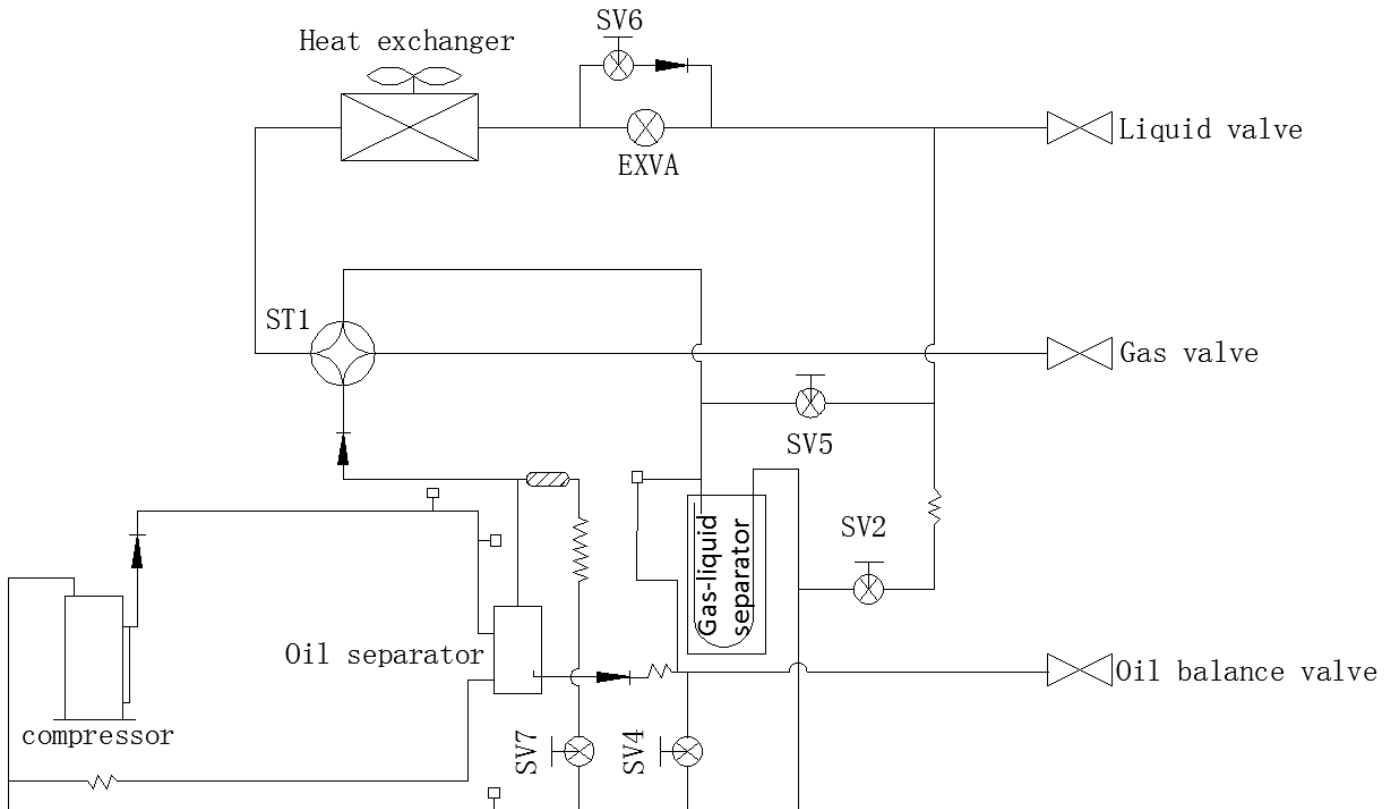 SV6
Heat exchanger
Liquid valve
EXVA
ST1
Gas valve
SV5
SV2
Gas-liquid
separator
Oil separator
Oil balance valve
compressor
SV7
SV4